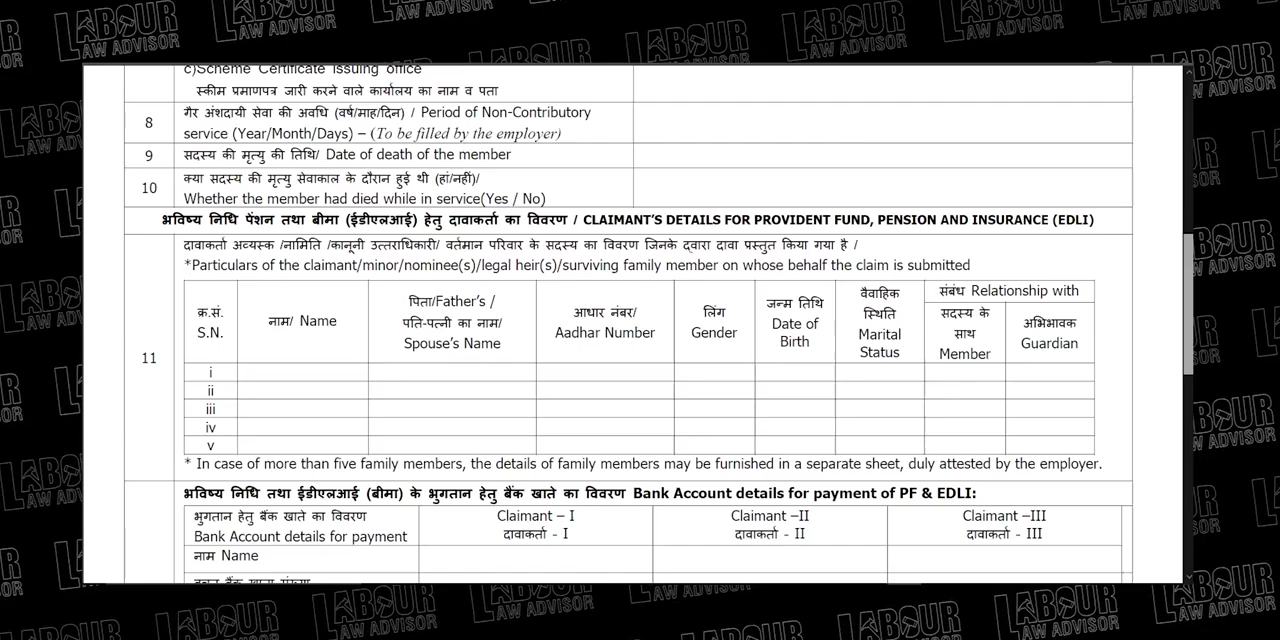 LABOUR LAW ADVISOR
c)Scheme Certificate Issuing office
स्कीम प्रमाणपत्र जारी करने वाले कार्यालय का नाम व पता
8
गैर अंशदायी सेवा की अवधि (वर्ष/माह/दिन) / Period of Non-Contributory
service (Year/Month/Days) – (To be filled by the employer)
9
सदस्य की मृत्यु की तिथि/ Date of death of the member
10
क्या सदस्य की मृत्यु सेवाकाल के दौरान हुई थी (हां/नहीं)/
Whether the member had died while in service(Yes / No)
भविष्य निधि पेंशन तथा बीमा (ईडीएलआई) हेतु दावाकर्ता का विवरण / CLAIMANT'S DETAILS FOR PROVIDENT FUND, PENSION AND INSURANCE (EDLI)
11
दावाकर्ता अव्यस्क /नामिति /कानूनी उत्तराधिकारी/ वर्तमान परिवार के सदस्य का विवरण जिनके द्वारा दावा प्रस्तुत किया गया है /
*Particulars of the claimant/minor/nominee(s)/legal heir(s)/surviving family member on whose behalf the claim is submitted
क्र.सं.
S.N.
नाम/ Name
पिता/Father's /
पति-पत्नी का नाम/
Spouse's Name
आधार नंबर/
Aadhar Number
लिंग
Gender
जन्म तिथि
Date of
Birth
वैवाहिक
स्थिति
Marital
Status
संबंध Relationship with
सदस्य के
साथ
Member
अभिभावक
Guardian
i
ii
iii
iv
v
* In case of more than five family members, the details of family members may be furnished in a separate sheet, duly attested by the employer.
भविष्य निधि तथा ईडीएलआई (बीमा) के भुगतान हेतु बैंक खाते का विवरण Bank Account details for payment of PF & EDLI:
भुगतान हेतु बैंक खाते का विवरण
Bank Account details for payment
Claimant – I
दावाकर्ता - I
Claimant –II
दावाकर्ता - II
Claimant –III
दावाकर्ता - III
नाम Name